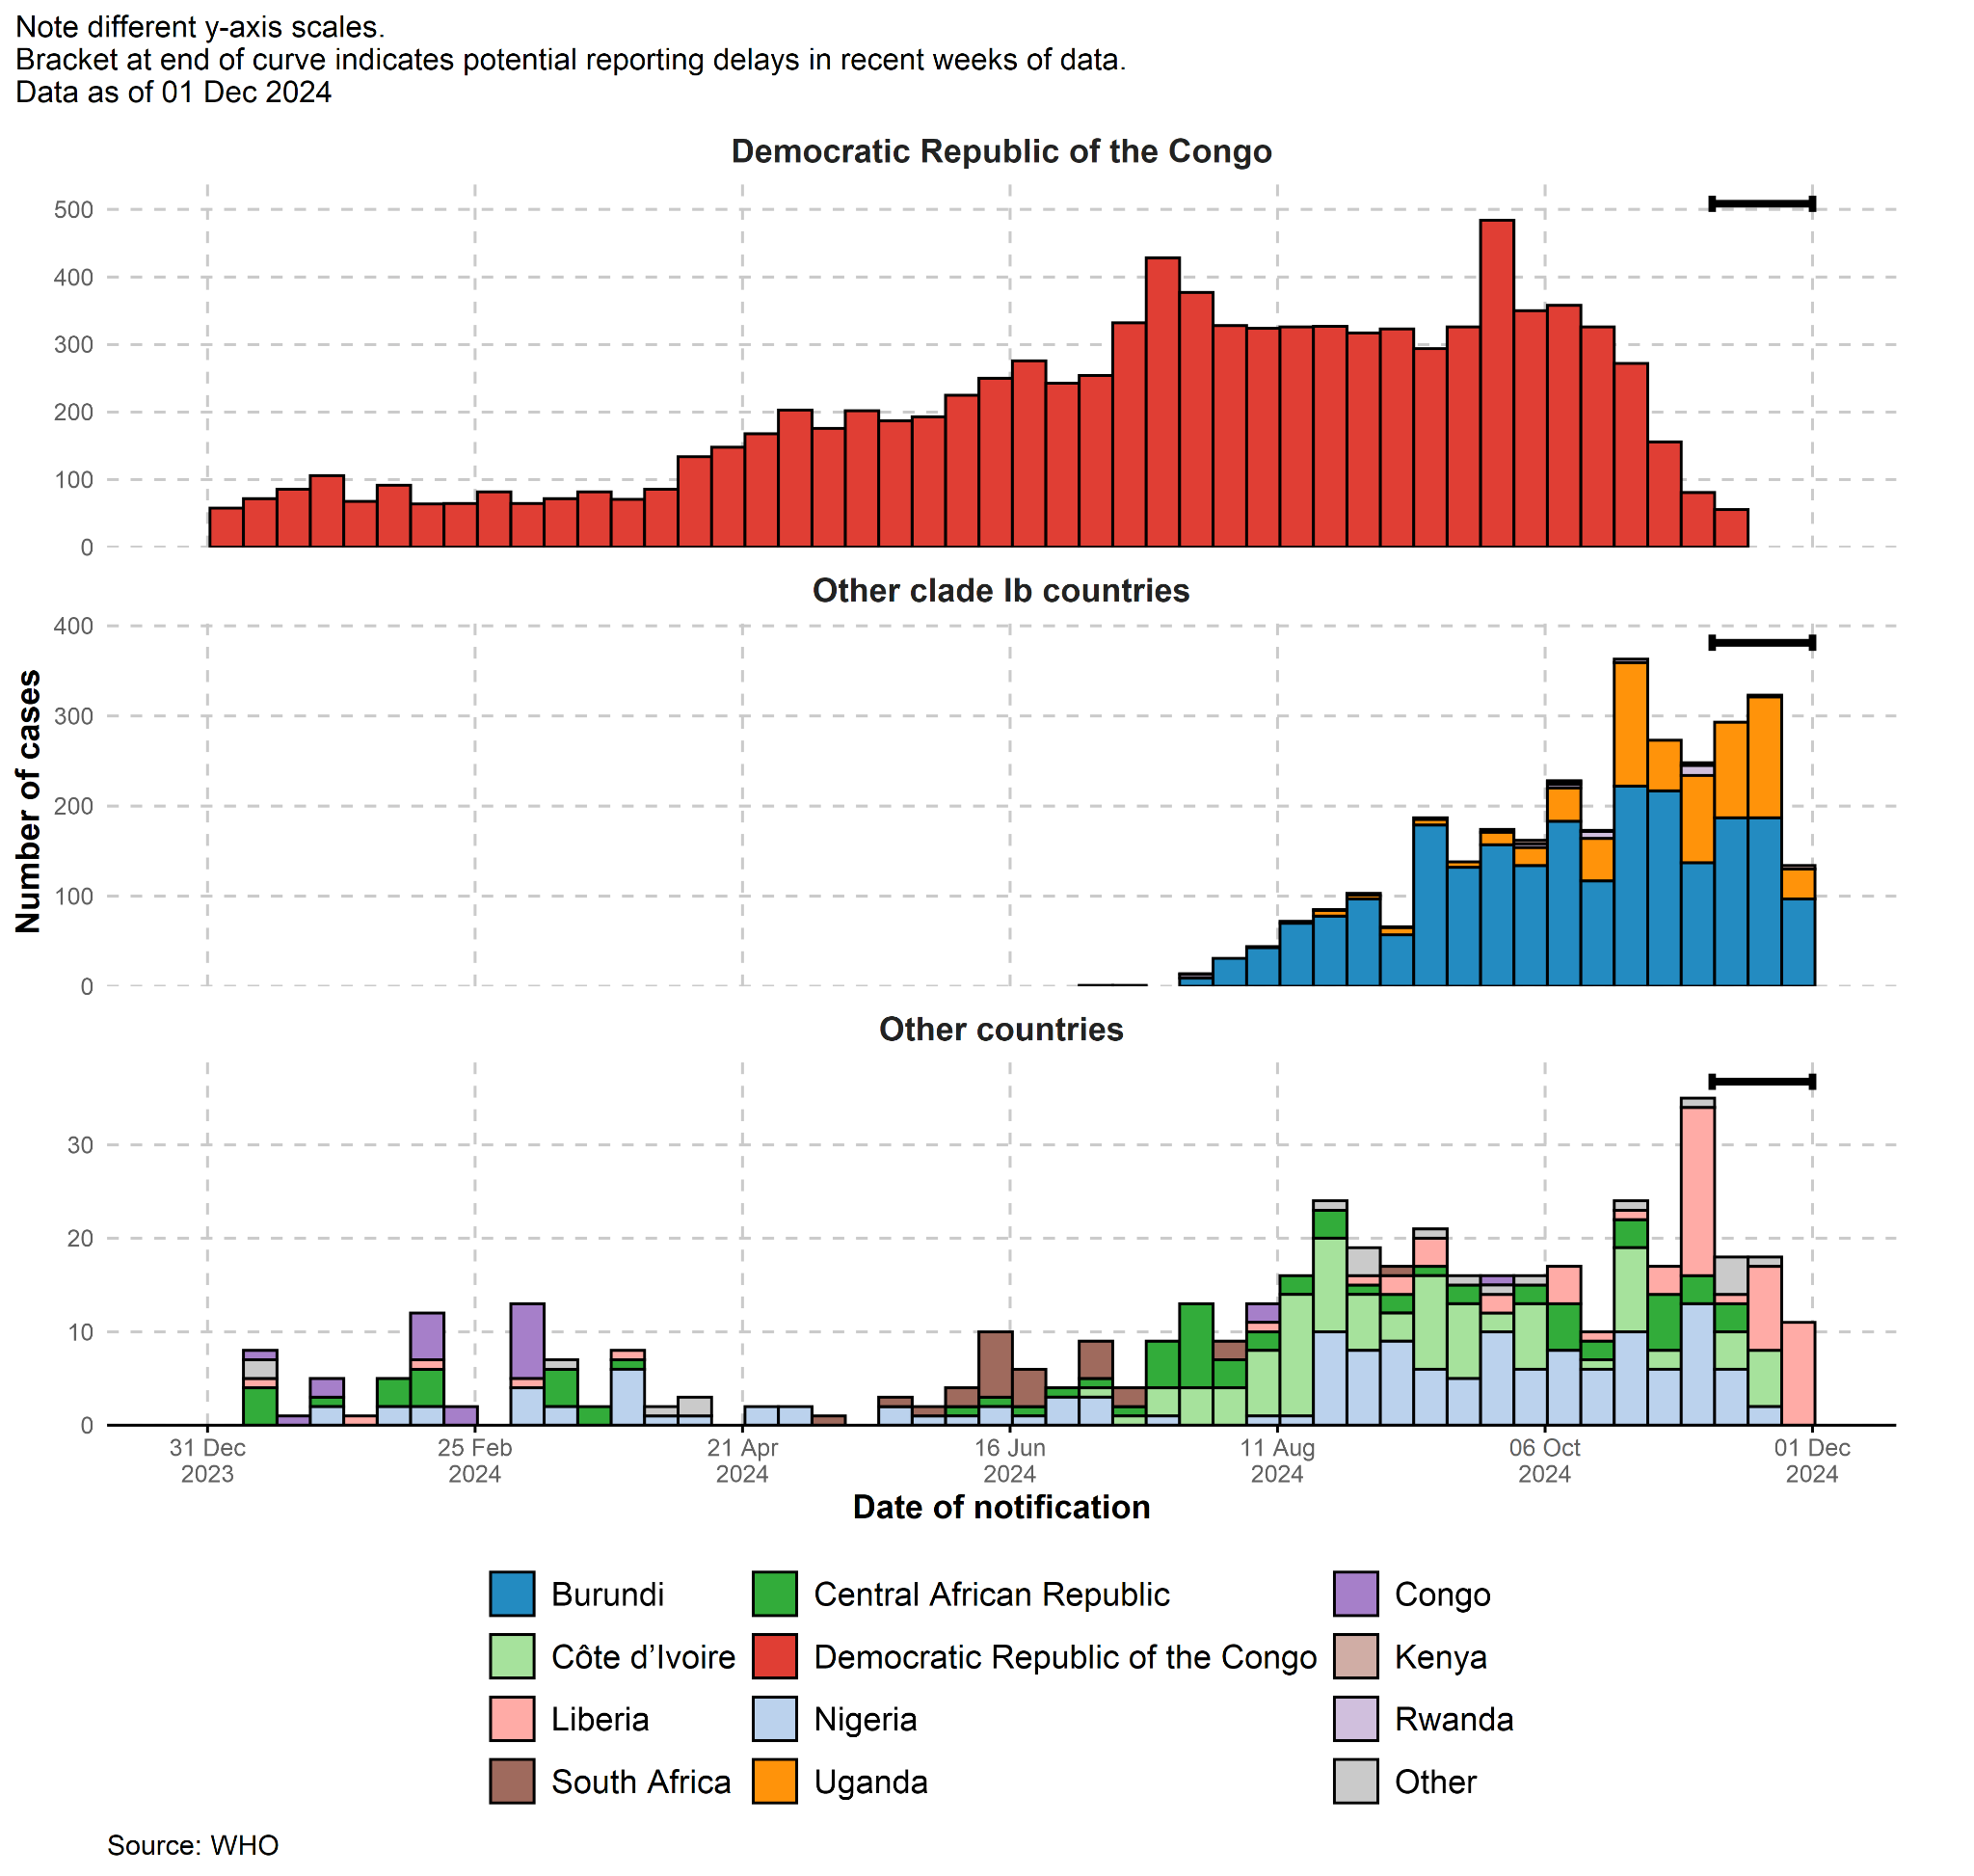 Note different y-axis scales.
Bracket at end of curve indicates potential reporting delays in recent weeks of data.
Data as of 01 Dec 2024
Democratic Republic of the Congo
500
400
300
200
100
0
Other clade Ib countries
400
300
200
100
0
Number of cases
Other countries
30
20
10
0
31 Dec 25 Feb 21 Apr 16 Jun 11 Aug 06 Oct 01 Dec
2023 2024 2024 2024 2024 2024 2024
Date of notification
Burundi Central African Republic Congo
Côte d’Ivoire Democratic Republic of the Congo Kenya
Liberia Nigeria Rwanda
South Africa Uganda Other
Source: WHO